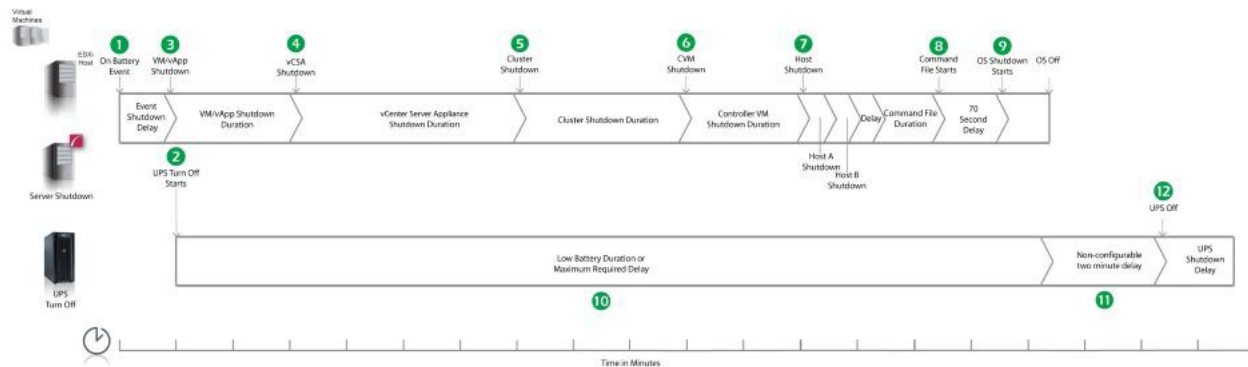 Virtual
Machines
ESXi
Host
1
On Battery
Event
3
VM/vApp
Shutdown
4
vCSA
Shutdown
5
Cluster
Shutdown
6
CVM
Shutdown
7
Host
Shutdown
8
Command
File Starts
9
OS Shutdown
Starts
OS Off
Event
Shutdown
Delay
VM/vApp Shutdown
Duration
vCenter Server Appliance
Shutdown Duration
Cluster Shutdown Duration
Controller VM
Shutdown Duration
Delay
Command File
Duration
70
Second
Delay
Host A
Shutdown
Host B
Shutdown
Server Shutdown
2
UPS Turn Off
Starts
12
UPS Off
UPS
Turn Off
Low Battery Duration or
Maximum Required Delay
Non-configurable
two minute delay
UPS
Shutdown
Delay
10
11
Time in Minutes